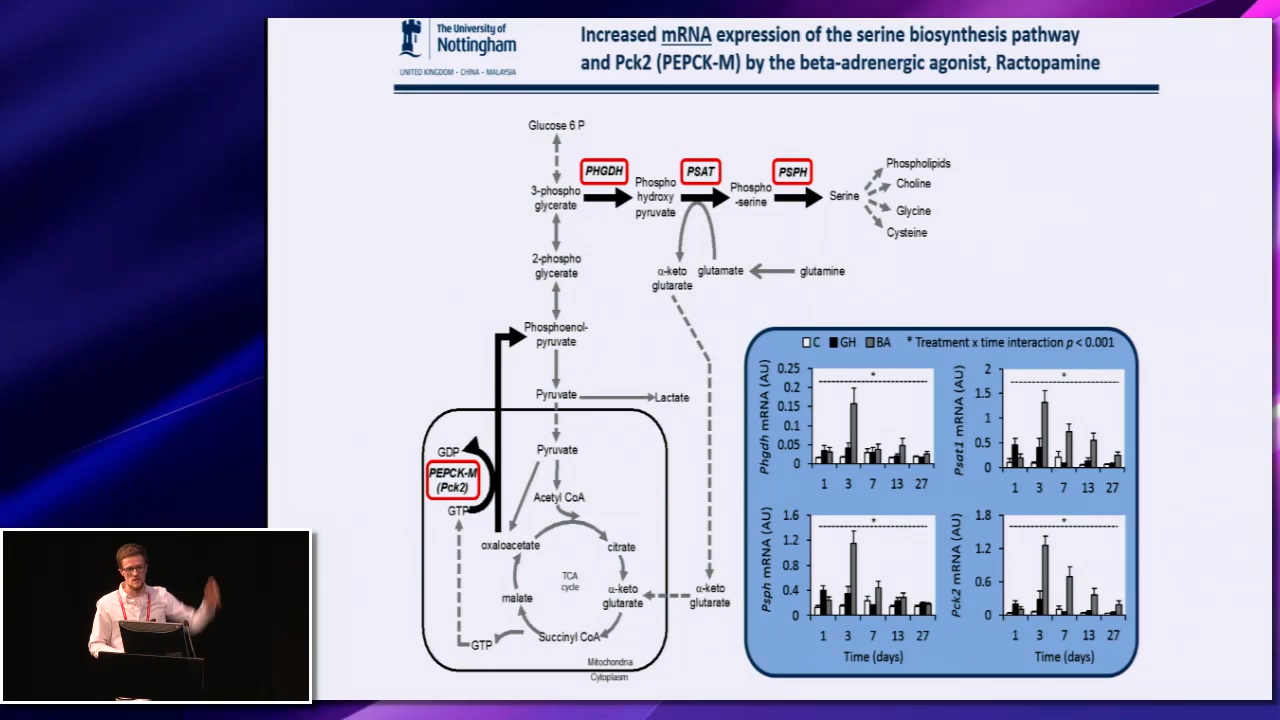 The University of
Nottingham
UNITED KINGDOM · CHINA · MALAYSIA
Increased mRNA expression of the serine biosynthesis pathway
and Pck2 (PEPCK-M) by the beta-adrenergic agonist, Ractopamine
Glucose 6 P
PHGDH
PSAT
PSPH
3-phospho
glycerate
Phospho
hydroxy
pyruvate
Phospho
-serine
Serine
Phospholipids
Choline
Glycine
Cysteine
2-phospho
glycerate
α-keto
glutarate
glutamate
glutamine
Phosphoenol-
pyruvate
Pyruvate
Lactate
GDP
PEPCK-M
(Pck2)
GTP
Pyruvate
Acetyl CoA
oxaloacetate
citrate
TCA
cycle
malate
α-keto
glutarate
α-keto
glutarate
Succinyl CoA
GTP
Mitochondria
Cytoplasm
C GH BA * Treatment x time interaction p < 0.001
Phgdh mRNA (AU)
0.25
0.2
0.15
0.1
0.05
0
*
1 3 7 13 27
Psat1 mRNA (AU)
2
1.5
1
0.5
0
*
1 3 7 13 27
Psph mRNA (AU)
1.6
1.2
0.8
0.4
0
*
1 3 7 13 27
Time (days)
Pck2 mRNA (AU)
1.8
1.2
0.6
0
*
1 3 7 13 27
Time (days)